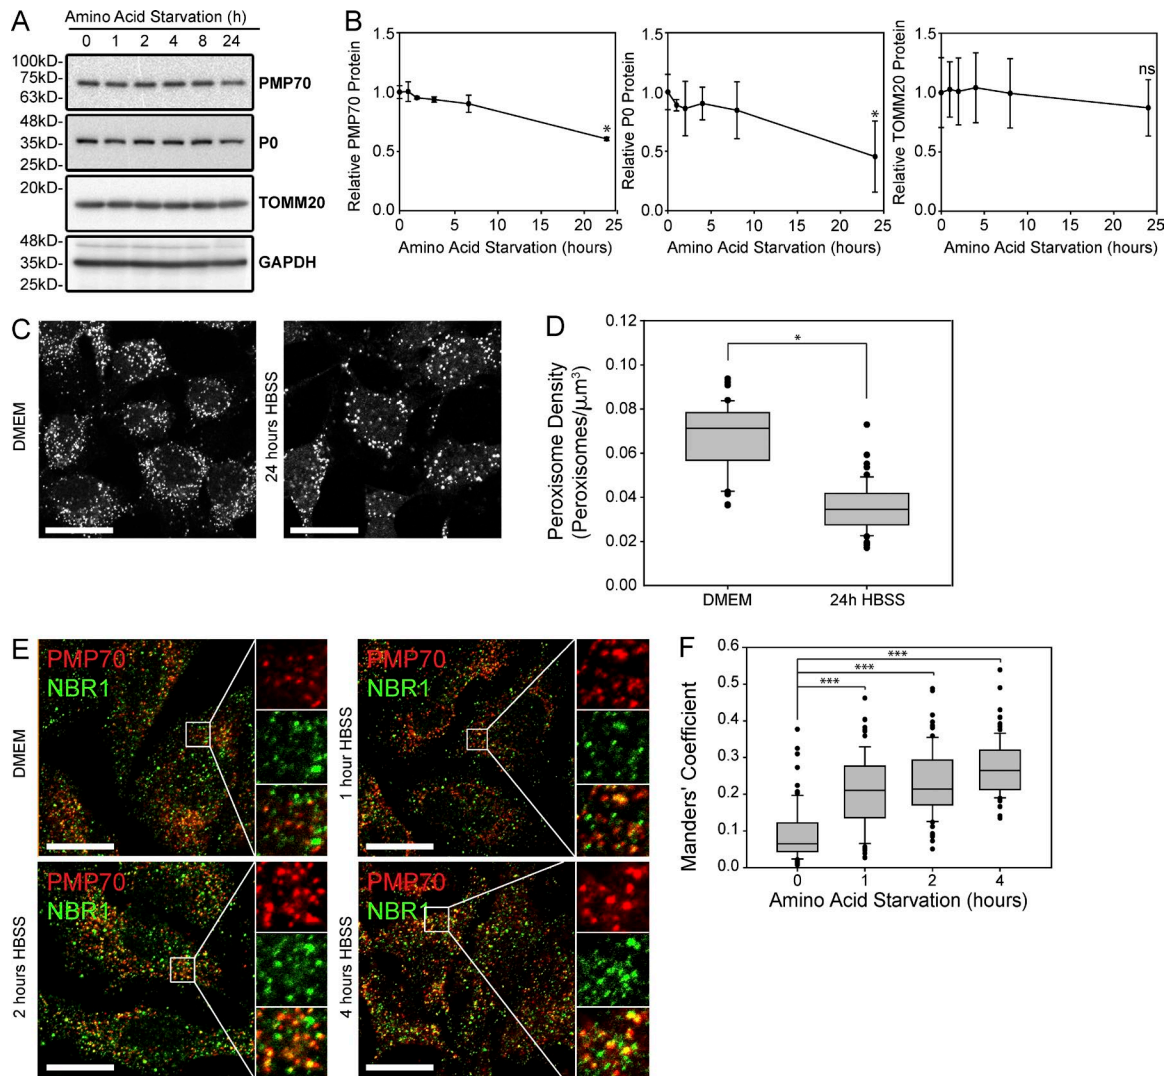 A
Amino Acid Starvation (h)
0 1 2 4 8 24
100kD-
75kD-
63kD-
PMP70
48kD-
35kD-
25kD-
P0
20kD-
TOMM20
48kD-
35kD-
25kD-
GAPDH
B
Relative PMP70 Protein
1.5
1.0
0.5
0.0
*
0 5 10 15 20 25
Amino Acid Starvation (hours)
Relative P0 Protein
1.5
1.0
0.5
0.0
*
0 5 10 15 20 25
Amino Acid Starvation (hours)
Relative TOMM20 Protein
1.5
1.0
0.5
0.0
ns
0 5 10 15 20 25
Amino Acid Starvation (hours)
C
DMEM
24 hours HBSS
D
Peroxisome Density
(Peroxisomes/μm³)
0.12
0.10
0.08
0.06
0.04
0.02
0.00
*
DMEM 24h HBSS
E
DMEM
PMP70
NBR1
1 hour HBSS
PMP70
NBR1
2 hours HBSS
PMP70
NBR1
4 hours HBSS
PMP70
NBR1
F
Manders' Coefficient
0.6
0.5
0.4
0.3
0.2
0.1
0.0
***
***
***
0 1 2 4
Amino Acid Starvation (hours)